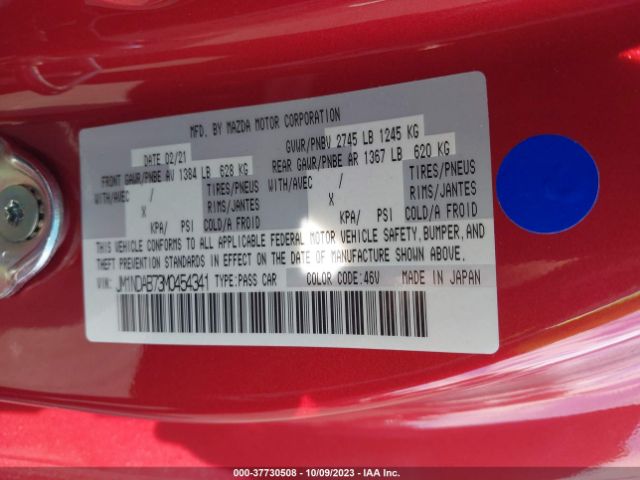 MFD. BY MAZDA MOTOR CORPORATION
DATE 02/21 GVWR/PNBV 2745 LB 1245 KG
FRONT GAWR/PNBE AV 1384 LB 628 KG REAR GAWR/PNBE AR 1367 LB 620 KG
WITH/AVEC / TIRES/PNEUS WITH/AVEC / TIRES/PNEUS
X RIMS/JANTES X RIMS/JANTES
KPA/ PSI COLD/A FROID KPA/ PSI COLD/A FROID
THIS VEHICLE CONFORMS TO ALL APPLICABLE FEDERAL MOTOR VEHICLE SAFETY, BUMPER, AND
THEFT PREVENTION STANDARDS IN EFFECT ON THE DATE OF MANUFACTURE SHOWN ABOVE.
VIN: JM1NDAB73M0454341 TYPE:PASS CAR COLOR CODE:46V MADE IN JAPAN
000-37730508 - 10/09/2023 - IAA Inc.